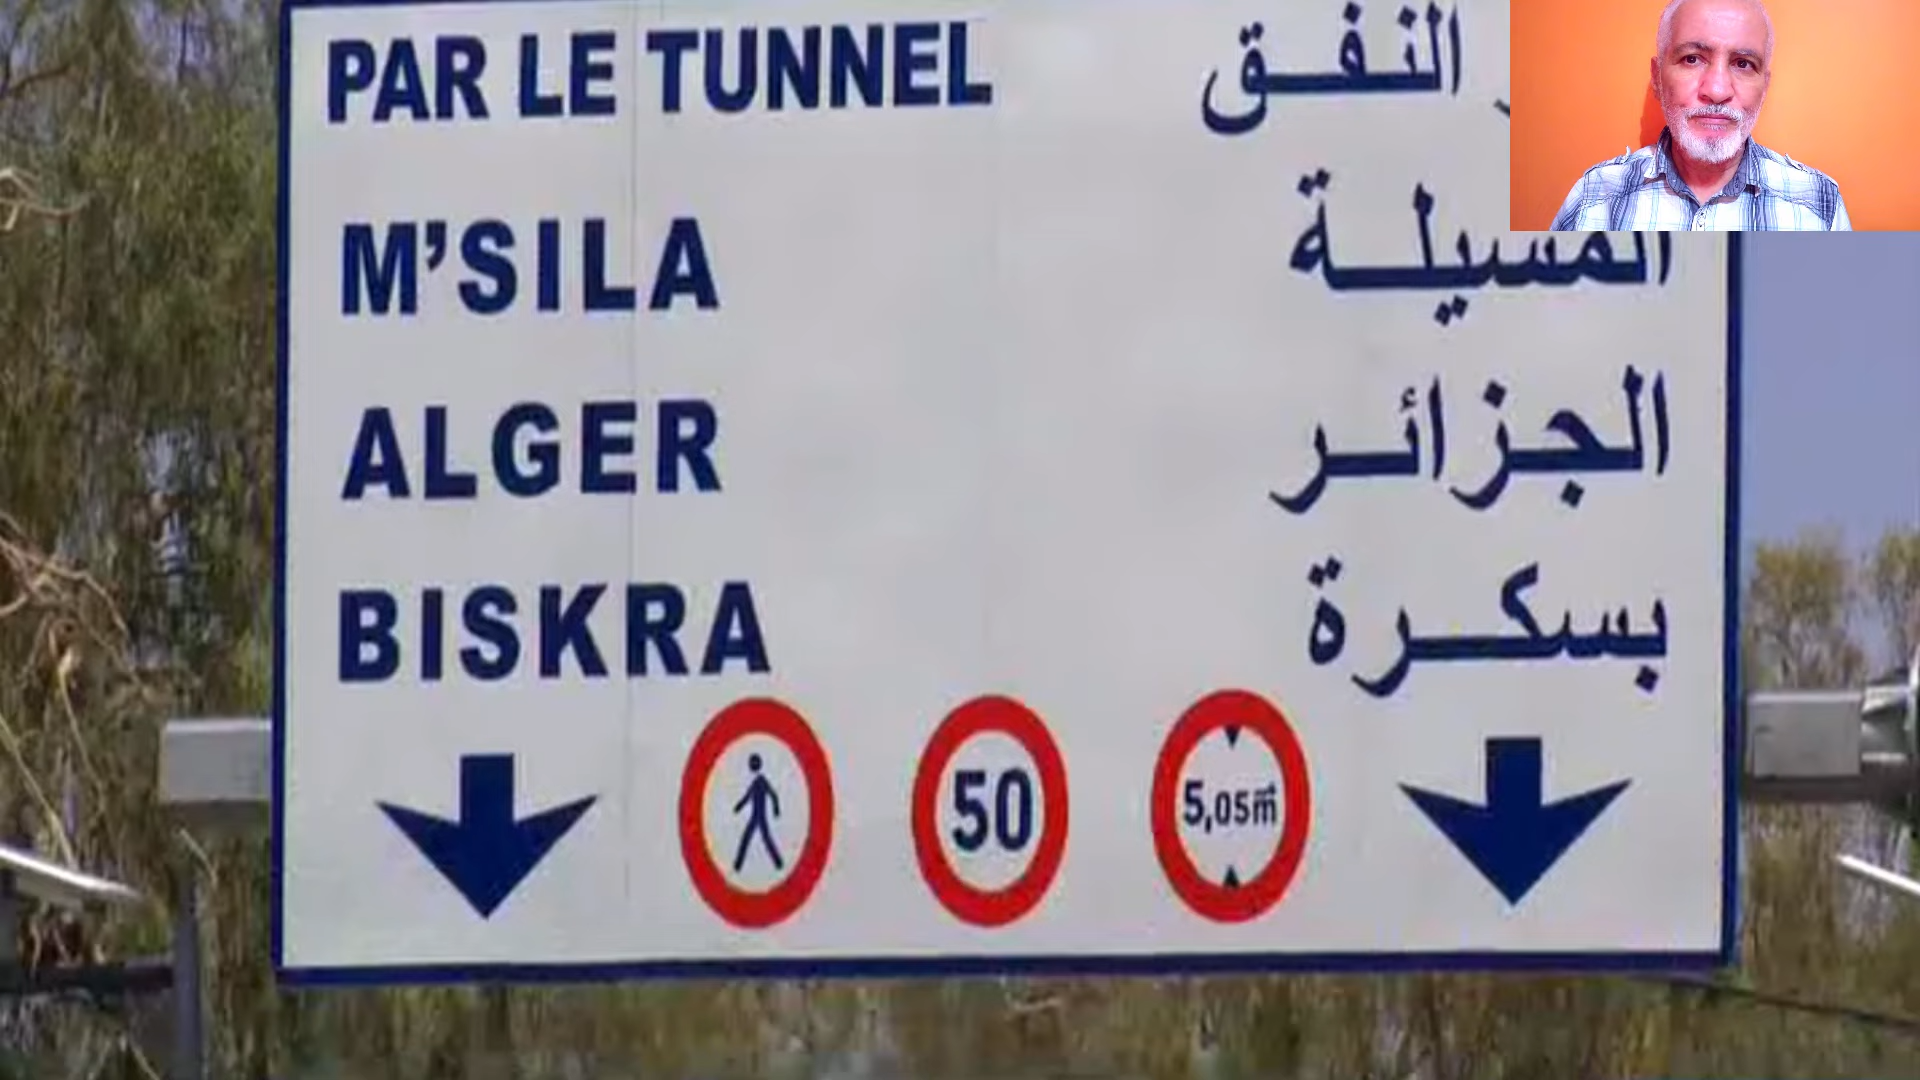 PAR LE TUNNEL
النفق
M'SILA
المسيلة
ALGER
الجزائر
BISKRA
بسكرة
50
5,05m